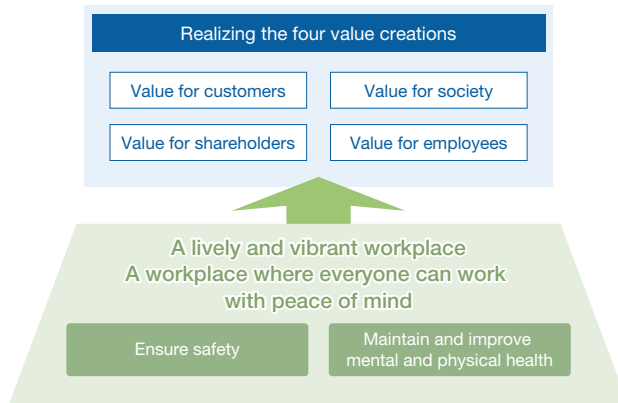 Realizing the four value creations
Value for customers
Value for society
Value for shareholders
Value for employees
A lively and vibrant workplace
A workplace where everyone can work
with peace of mind
Ensure safety
Maintain and improve
mental and physical health